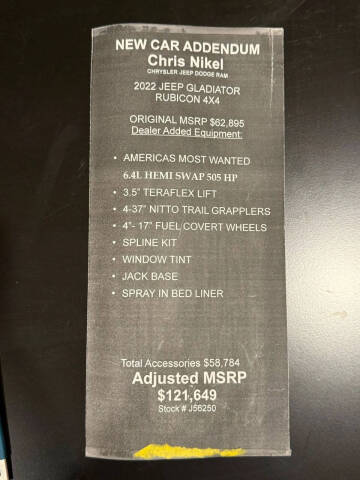 NEW CAR ADDENDUM
Chris Nikel
CHRYSLER JEEP DODGE RAM
2022 JEEP GLADIATOR
RUBICON 4X4
ORIGINAL MSRP $62,895
Dealer Added Equipment:
• AMERICAS MOST WANTED
6.4L HEMI SWAP 505 HP
• 3.5" TERAFLEX LIFT
• 4-37" NITTO TRAIL GRAPPLERS
• 4"- 17" FUEL COVERT WHEELS
• SPLINE KIT
• WINDOW TINT
• JACK BASE
• SPRAY IN BED LINER
Total Accessories $58,784
Adjusted MSRP
$121,649
Stock # J56250